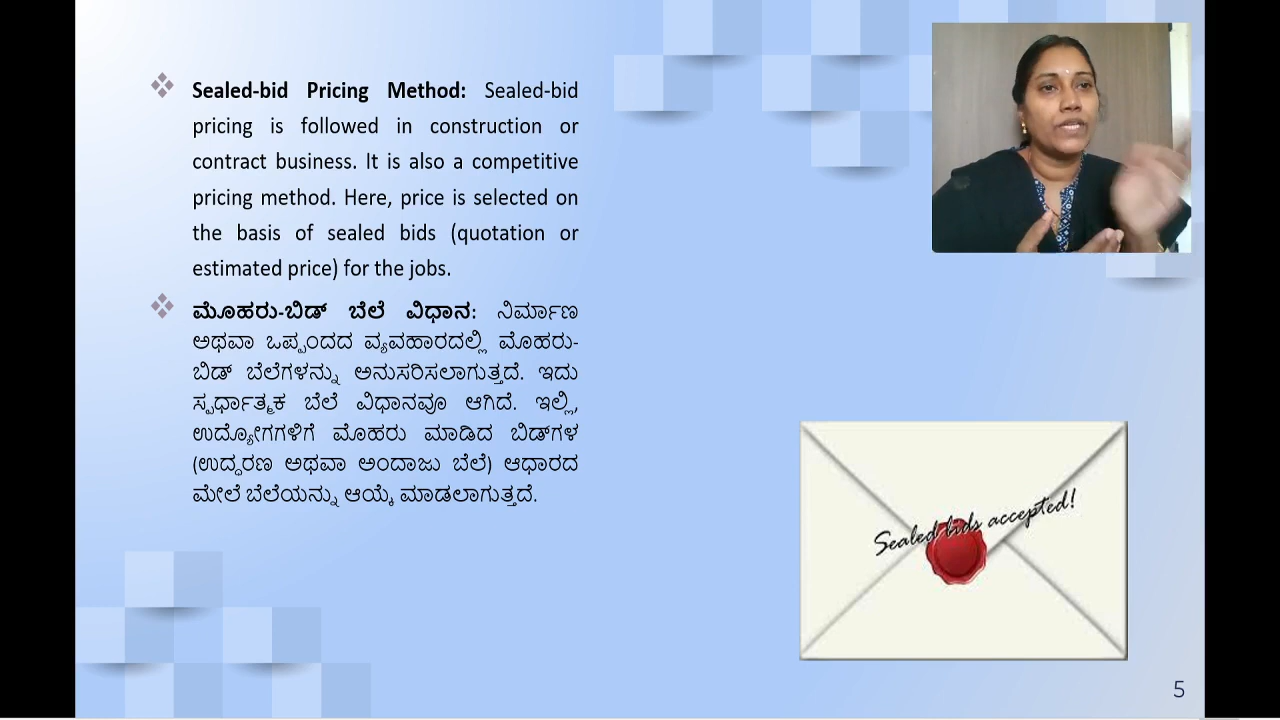 Sealed-bid Pricing Method: Sealed-bid
pricing is followed in construction or
contract business. It is also a competitive
pricing method. Here, price is selected on
the basis of sealed bids (quotation or
estimated price) for the jobs.
ಮೊಹರು-ಬಿಡ್ ಬೆಲೆ ವಿಧಾನ: ನಿರ್ಮಾಣ
ಅಥವಾ ಒಪ್ಪಂದದ ವ್ಯವಹಾರದಲ್ಲಿ ಮೊಹರು-
ಬಿಡ್ ಬೆಲೆಗಳನ್ನು ಅನುಸರಿಸಲಾಗುತ್ತದೆ. ಇದು
ಸ್ಪರ್ಧಾತ್ಮಕ ಬೆಲೆ ವಿಧಾನವೂ ಆಗಿದೆ. ಇಲ್ಲಿ,
ಉದ್ಯೋಗಗಳಿಗೆ ಮೊಹರು ಮಾಡಿದ ಬಿಡ್‌ಗಳ
(ಉದ್ಧರಣ ಅಥವಾ ಅಂದಾಜು ಬೆಲೆ) ಆಧಾರದ
ಮೇಲೆ ಬೆಲೆಯನ್ನು ಆಯ್ಕೆ ಮಾಡಲಾಗುತ್ತದೆ.
Sealed bids accepted!
5